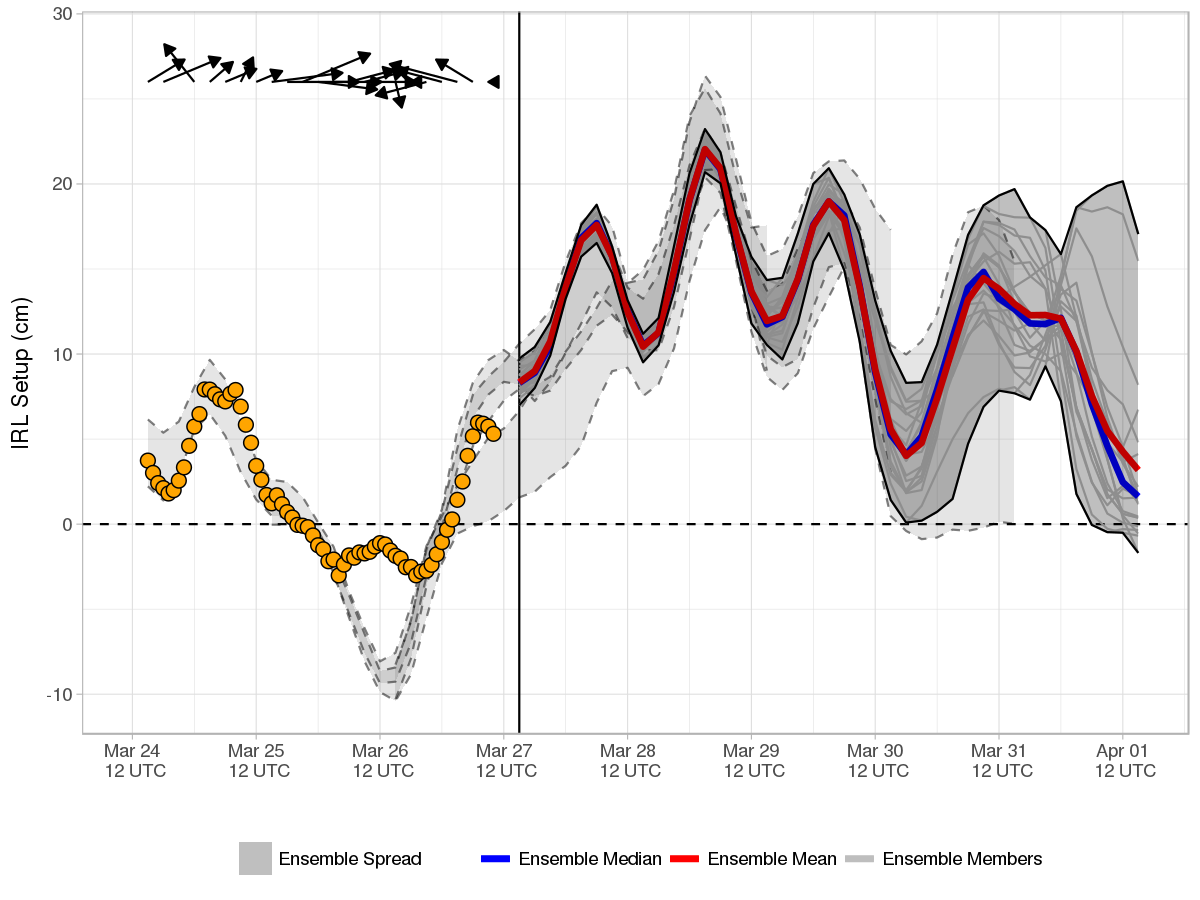 IRL Setup (cm)
30
20
10
0
-10
Mar 24 Mar 25 Mar 26 Mar 27 Mar 28 Mar 29 Mar 30 Mar 31 Apr 01
12 UTC 12 UTC 12 UTC 12 UTC 12 UTC 12 UTC 12 UTC 12 UTC 12 UTC
Ensemble Spread Ensemble Median Ensemble Mean Ensemble Members